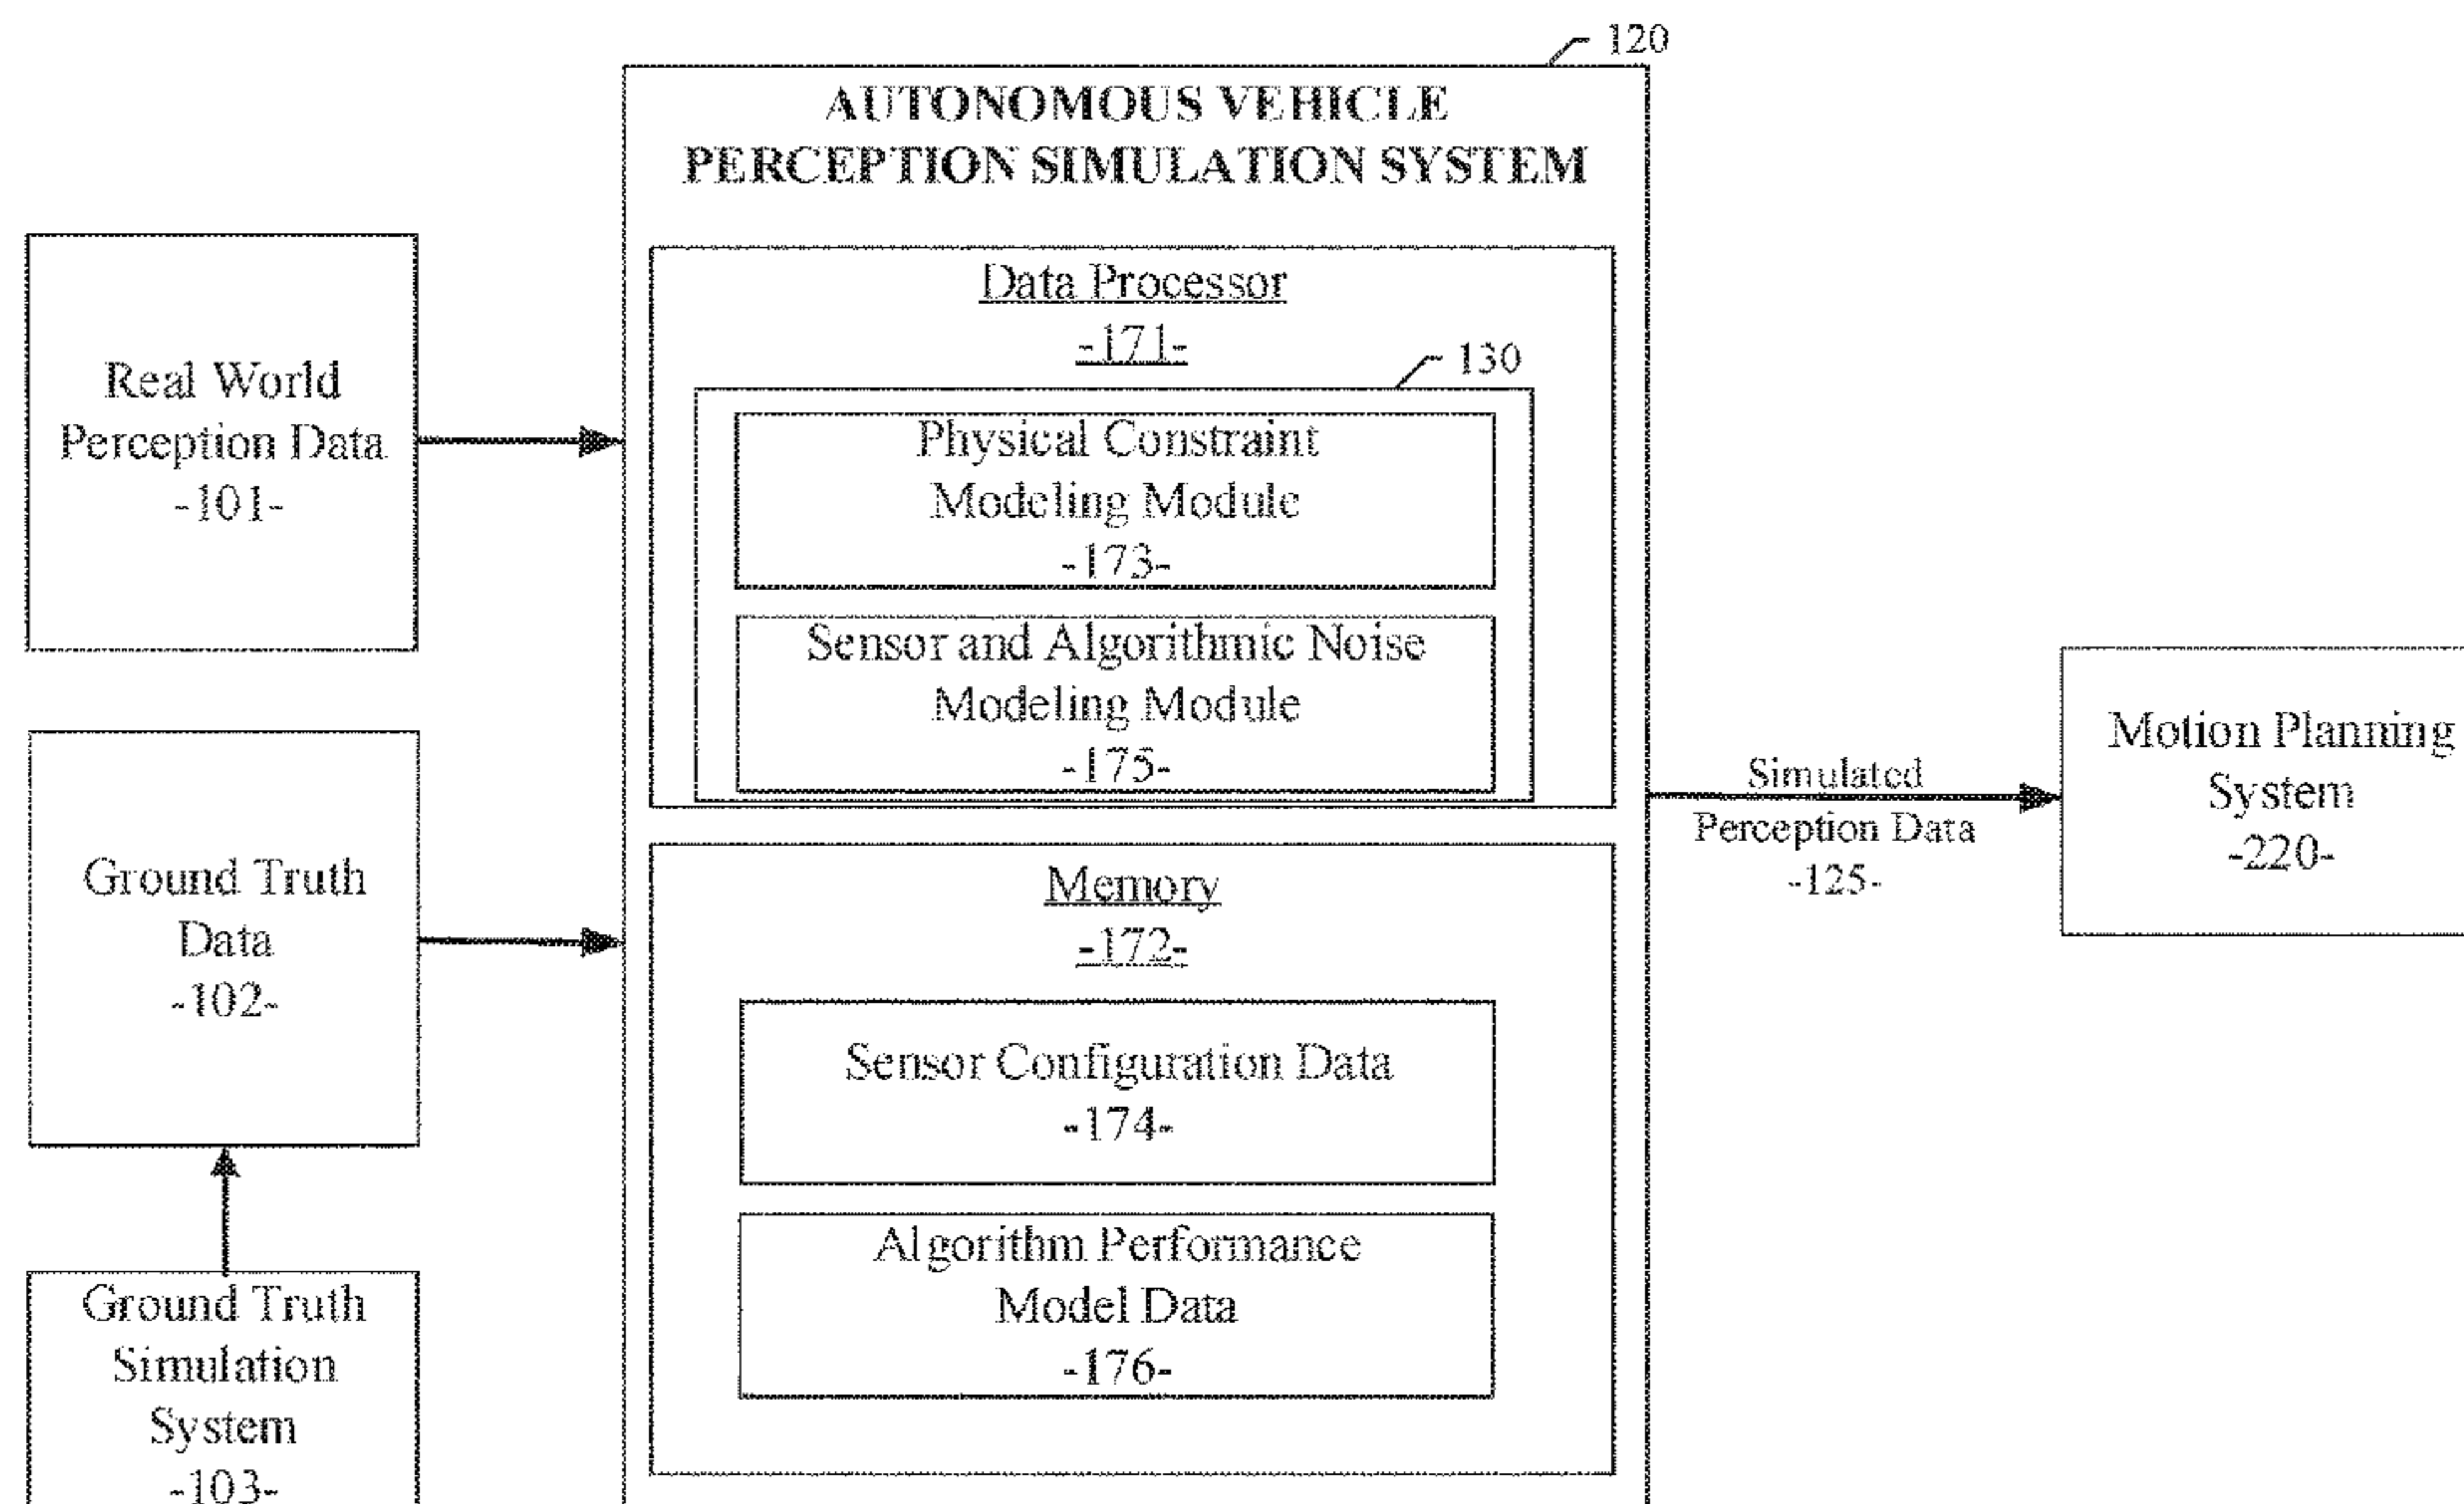 120
AUTONOMOUS VEHICLE
PERCEPTION SIMULATION SYSTEM
Real World
Perception Data
-101-
Ground Truth
Data
-102-
Ground Truth
Simulation
System
-103-
Data Processor
-171-
130
Physical Constraint
Modeling Module
-173-
Sensor and Algorithmic Noise
Modeling Module
-175-
Memory
-172-
Sensor Configuration Data
-174-
Algorithm Performance
Model Data
-176-
Simulated
Perception Data
-125-
Motion Planning
System
-220-